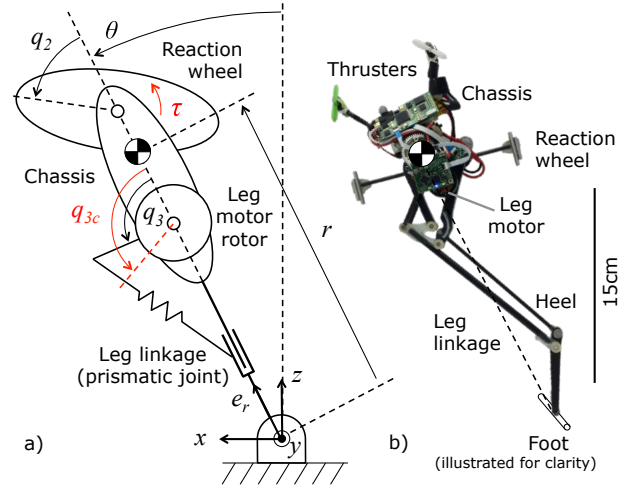 q2
θ
Reaction
wheel
τ
Chassis
q3c
q3
Leg
motor
rotor
r
Leg linkage
(prismatic joint)
er
z
x
y
a)
Thrusters
Chassis
Reaction
wheel
Leg
motor
15cm
Heel
Leg
linkage
b)
Foot
(illustrated for clarity)